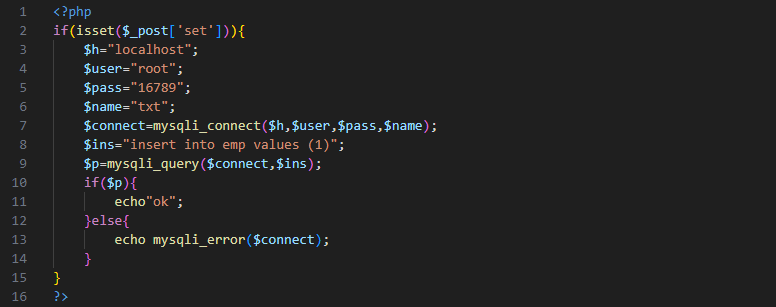 1 <?php
2 if(isset($_post['set'])){
3 $h="localhost";
4 $user="root";
5 $pass="16789";
6 $name="txt";
7 $connect=mysqli_connect($h,$user,$pass,$name);
8 $ins="insert into emp values (1)";
9 $p=mysqli_query($connect,$ins);
10 if($p){
11 echo"ok";
12 }else{
13 echo mysqli_error($connect);
14 }
15 }
16 ?>